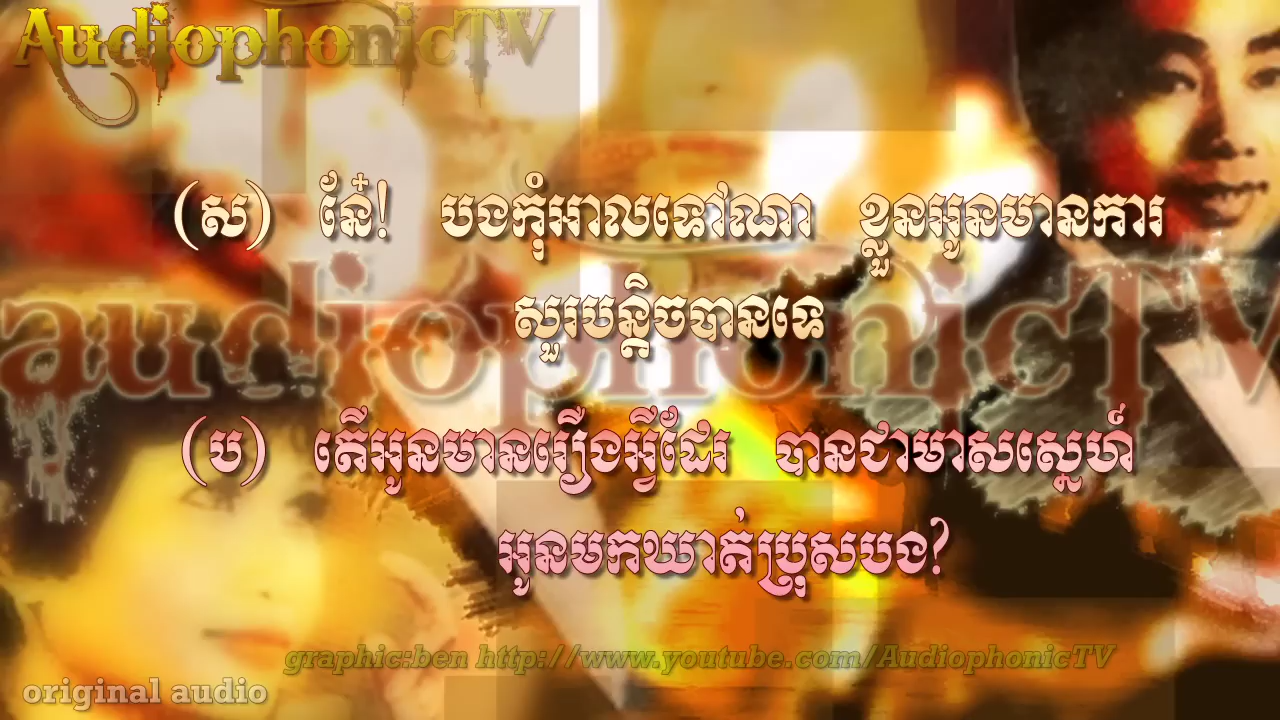 AudiophonicTV
(ស) នែ៎! បងកុំអាលទៅណា ខ្លួនអូនមានការ
audiophonicTV
សួរបន្តិចបានទេ
(ប) តើអូនមានរឿងអ្វីដែរ បានជាមាសស្នេហ៍
អូនមកឃាត់ប្រុសបង?
graphic:ben http://www.youtube.com/AudiophonicTV
original audio